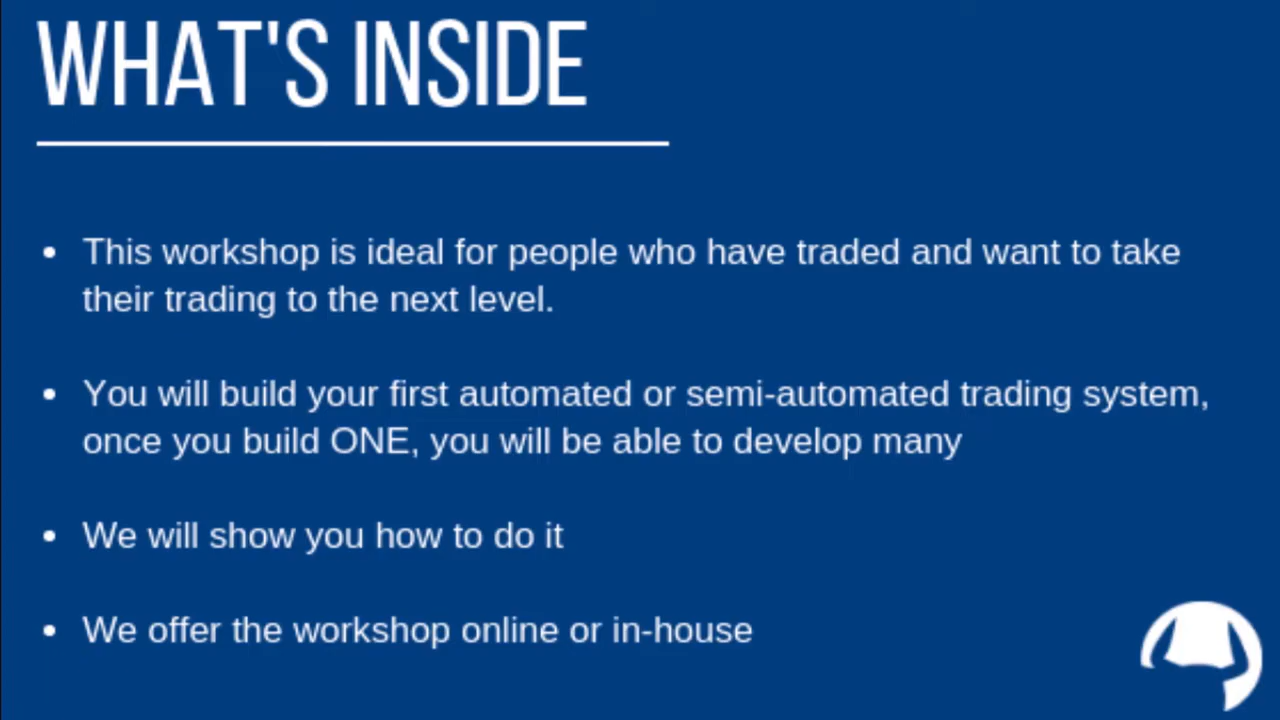 WHAT'S INSIDE
• This workshop is ideal for people who have traded and want to take
their trading to the next level.
• You will build your first automated or semi-automated trading system,
once you build ONE, you will be able to develop many
• We will show you how to do it
• We offer the workshop online or in-house